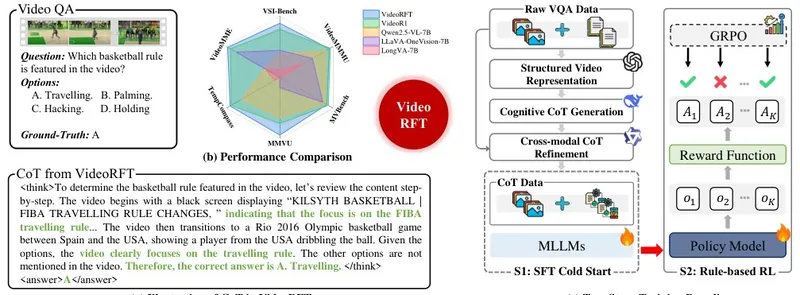 Video QA
Question: Which basketball rule
is featured in the video?
Options:
A. Travelling. B. Palming.
C. Hacking. D. Holding
Ground-Truth: A
VSI-Bench
VideoMMMU
MVBench
MMVU
TempCompass
VideoMME
VideoRFT
VideoR1
Qwen2.5-VL-7B
LLaVA-OneVision-7B
LongVA-7B
(b) Performance Comparison
Video
RFT
CoT from VideoRFT
<think>To determine the basketball rule featured in the video, let's review the content step-
by-step. The video begins with a black screen displaying “KILSYTH BASKETBALL |
FIBA TRAVELLING RULE CHANGES, ” indicating that the focus is on the FIBA
travelling rule... The video then transitions to a Rio 2016 Olympic basketball game
between Spain and the USA, showing a player from the USA dribbling the ball. Given the
options, the video clearly focuses on the travelling rule. The other options are not
mentioned in the video. Therefore, the correct answer is A. Travelling. </think>
<answer>A</answer>
Raw VQA Data
+
Structured Video
Representation
Cognitive CoT Generation
Cross-modal CoT
Refinement
CoT Data
+
MLLMs
S1: SFT Cold Start
GRPO
...
A1 A2 ... AK
Reward Function
o1 o2 ... oK
Policy Model
S2: Rule-based RL